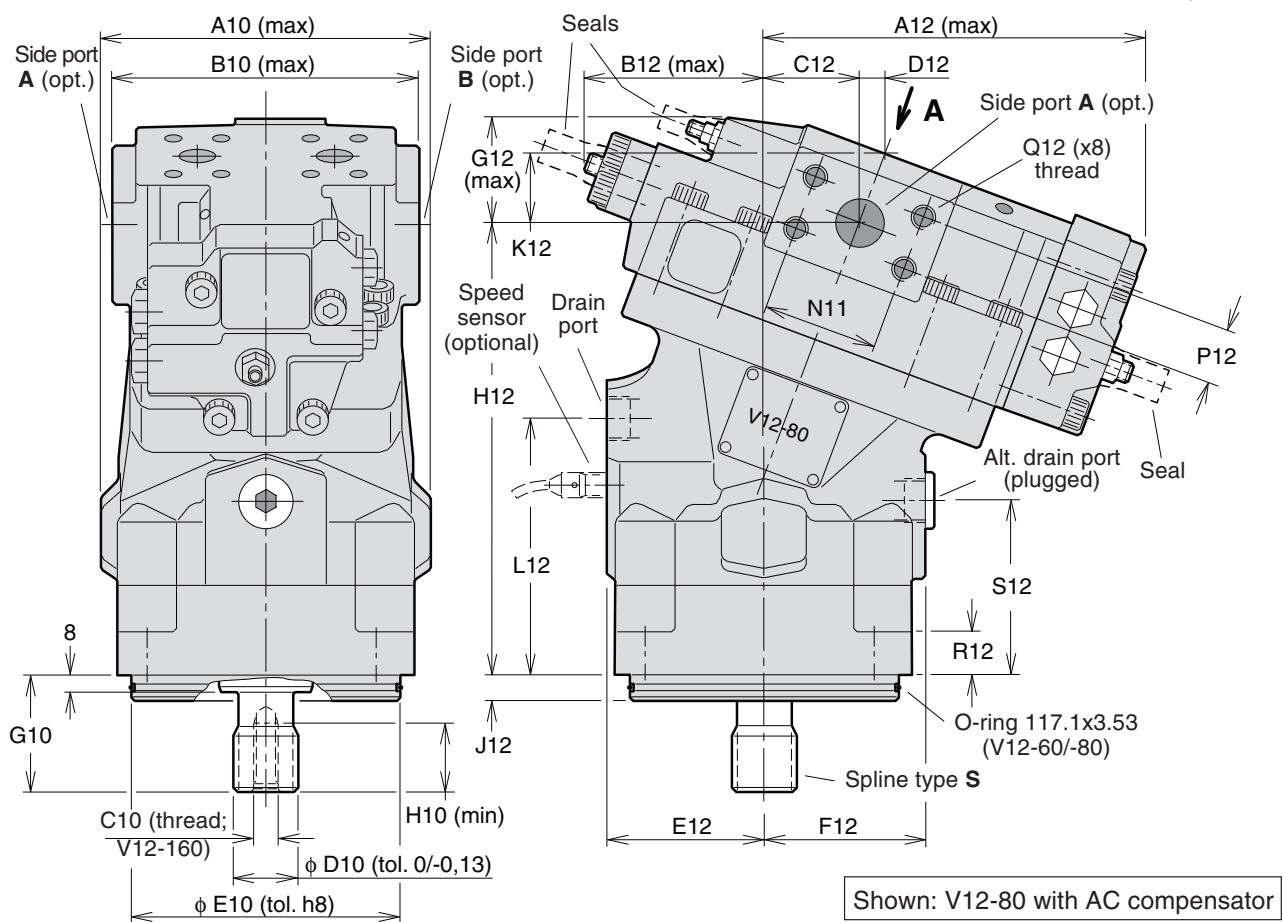 A10 (max)
Side port
A (opt.)
B10 (max)
Side port
B (opt.)
Seals
A12 (max)
B12 (max)
C12
D12
A
Side port A (opt.)
Q12 (x8)
thread
G12
(max)
K12
Speed
sensor
(optional)
Drain
port
N11
P12
H12
V12-80
Alt. drain port
(plugged)
Seal
L12
S12
R12
8
G10
J12
O-ring 117.1x3.53
(V12-60/-80)
H10 (min)
Spline type S
C10 (thread;
V12-160)
ϕ D10 (tol. 0/-0,13)
E12
F12
ϕ E10 (tol. h8)
Shown: V12-80 with AC compensator